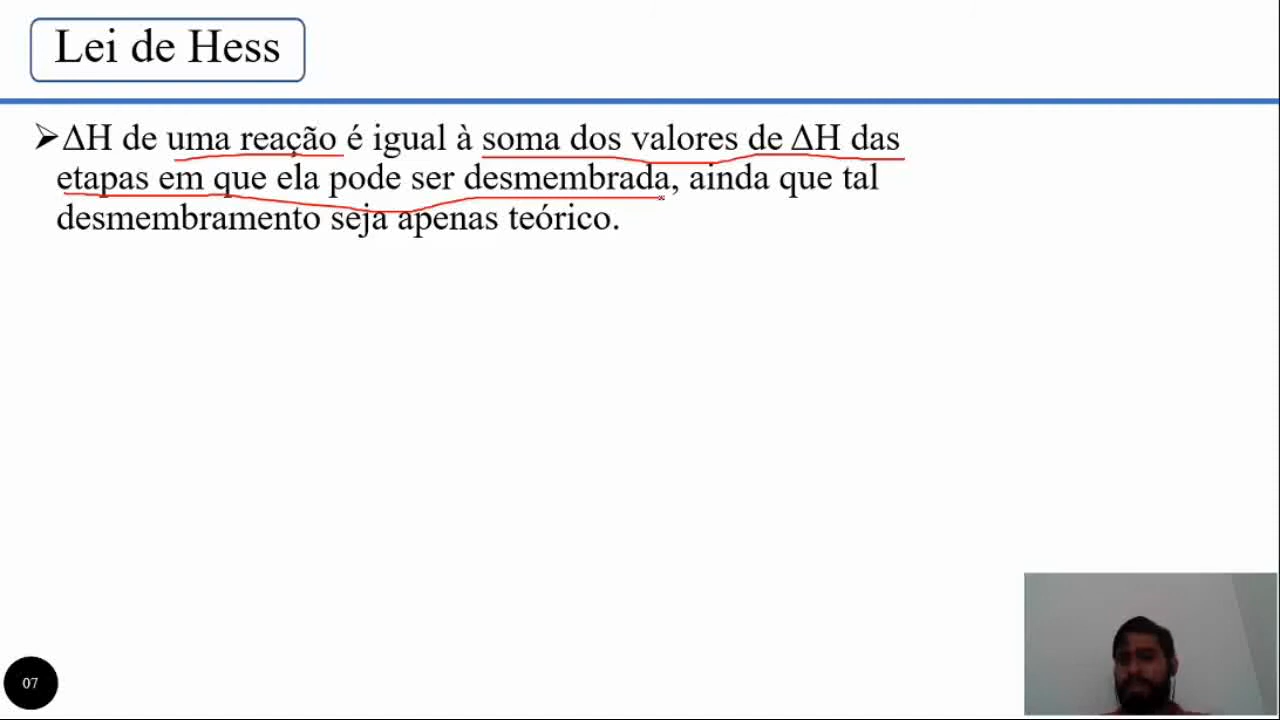 Lei de Hess
➢ΔH de uma reação é igual à soma dos valores de ΔH das
etapas em que ela pode ser desmembrada, ainda que tal
desmembramento seja apenas teórico.
07